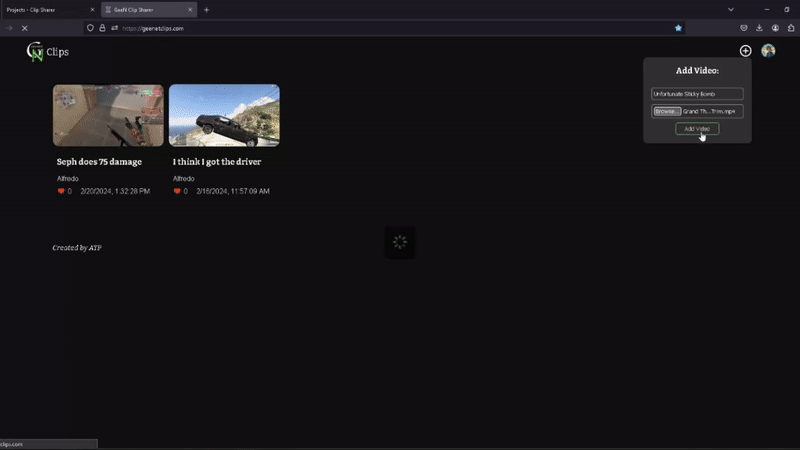 Projects - Clip Sharer
GeeN Clip Sharer
https://geenetclips.com
Clips
Add Video:
Unfortunate Sticky Bomb
Browse... Grand Th...Trim.mp4
Add Video
Seph does 75 damage
I think I got the driver
Alfredo
Alfredo
0 2/20/2024, 1:32:28 PM
0 2/16/2024, 11:57:09 AM
Created by ATP
clips.com